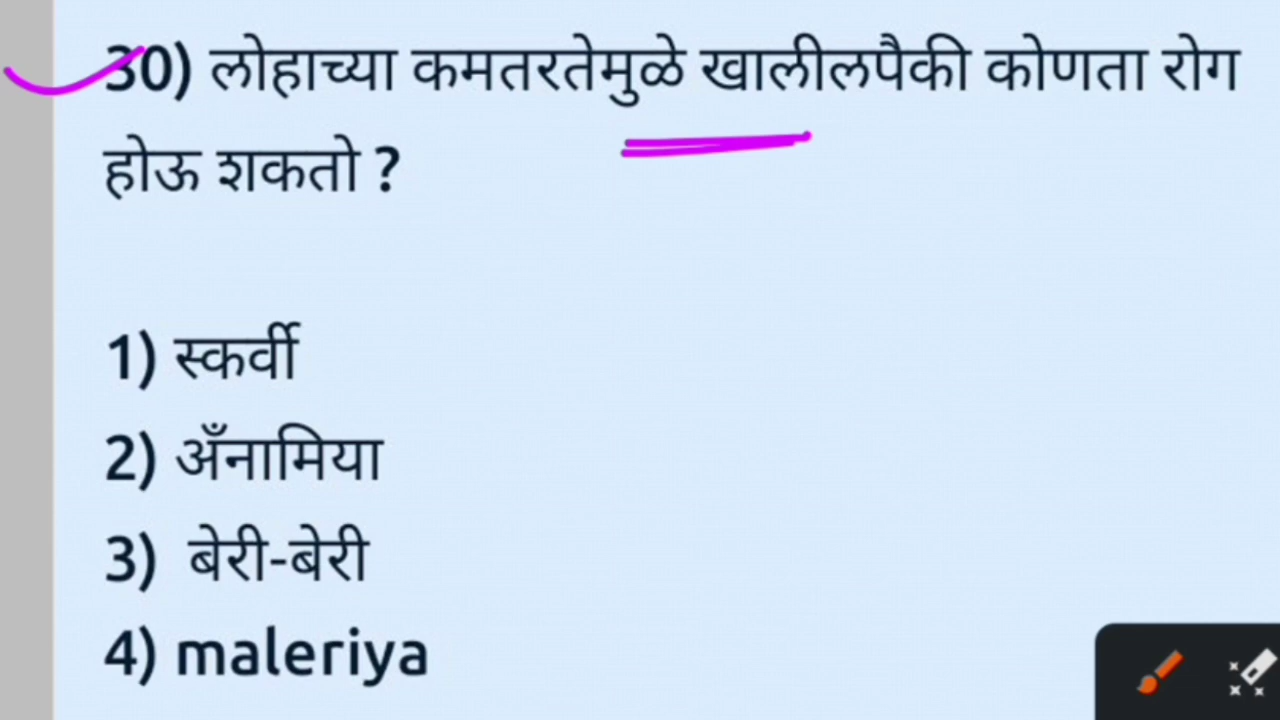 30) लोहाच्या कमतरतेमुळे खालीलपैकी कोणता रोग
होऊ शकतो ?
1) स्कर्वी
2) अँनामिया
3) बेरी-बेरी
4) maleriya